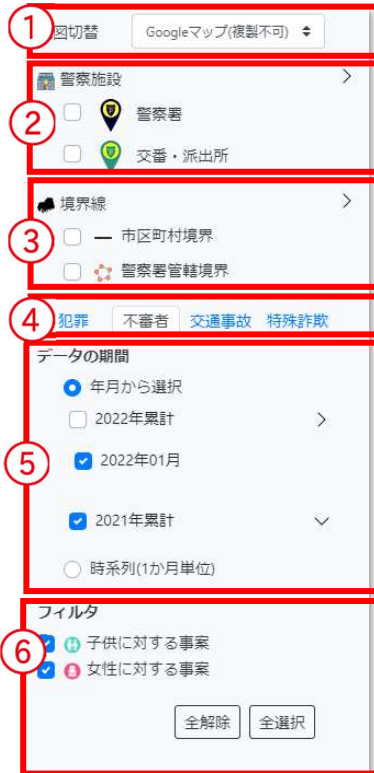 ① 図切替 Googleマップ(複製不可)
警察施設
② 警察署
交番・派出所
境界線
③ 市区町村境界
警察署管轄境界
④ 犯罪 不審者 交通事故 特殊詐欺
データの期間
年月から選択
2022年累計
⑤ 2022年01月
2021年累計
時系列(1か月単位)
フィルタ
⑥ 子供に対する事案
女性に対する事案
全解除 全選択